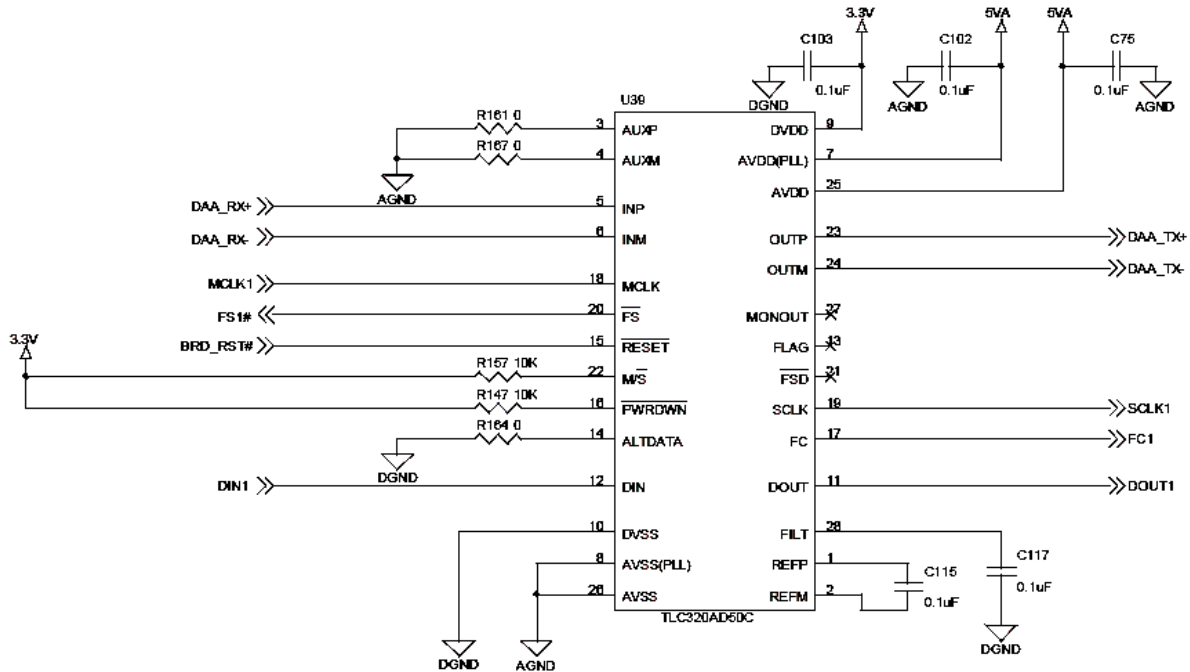 3.3V 5VA 5VA
C103 C102 C75
0.1uF 0.1uF 0.1uF
DGND AGND AGND
U39
R161 0 3 AUXP DVDD 9
R167 0 4 AUXM AVDD(PLL) 7
AGND
AVDD 25
DAA_RX+ 5 INP
DAA_RX- 6 INM
OUTP 23 DAA_TX+
OUTM 24 DAA_TX-
MCLK1 18 MCLK
FS1# 20 FS MONOUT 27
3.3V
BRD_RST# 15 RESET FLAG 13
R157 10K 22 M/S FSD 21
R147 10K 16 PWRDWN SCLK 19 SCLK1
R164 0 14 ALTDATA FC 17 FC1
DGND
DIN1 12 DIN DOUT 11 DOUT1
10 DVSS FILT 28
8 AVSS(PLL) REFP 1
C115 C117
0.1uF 0.1uF
26 AVSS REFM 2
TLC320AD50C
DGND AGND DGND